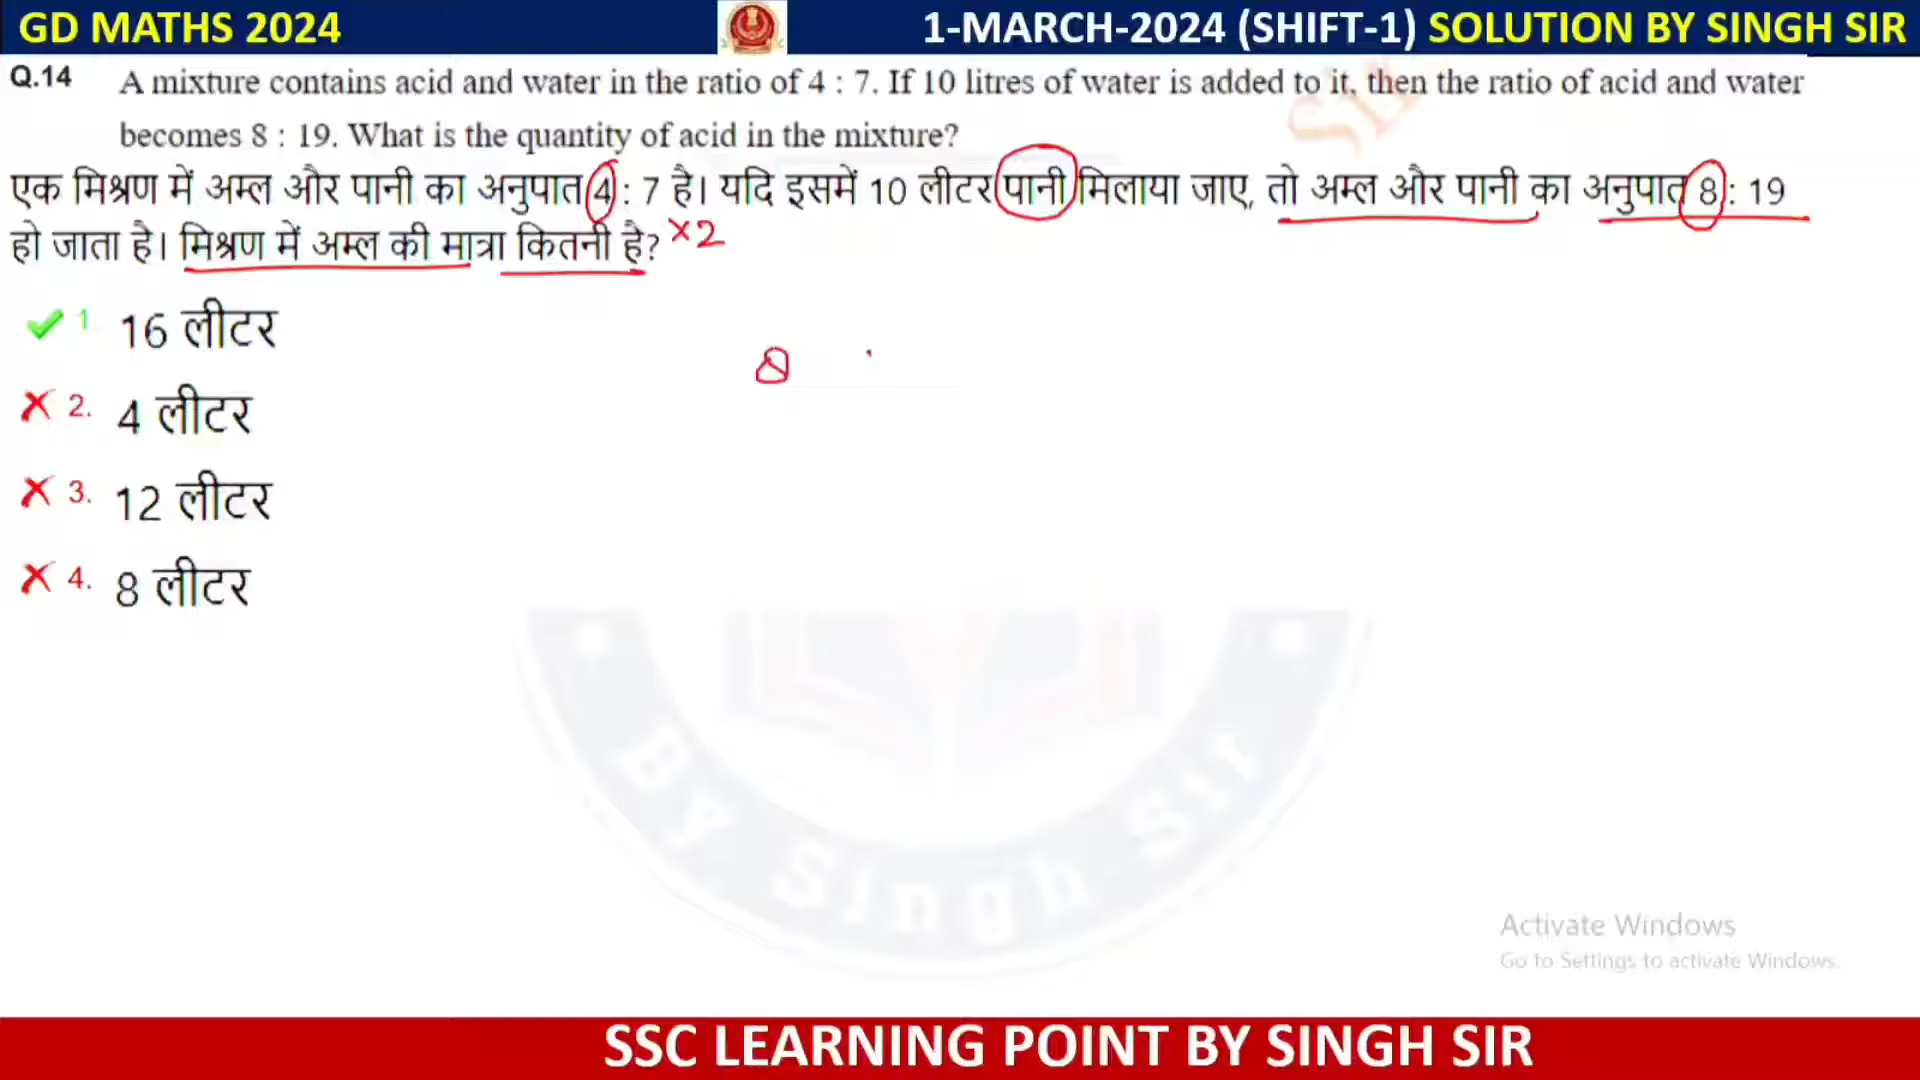 GD MATHS 2024
1-MARCH-2024 (SHIFT-1) SOLUTION BY SINGH SIR
Q.14 A mixture contains acid and water in the ratio of 4 : 7. If 10 litres of water is added to it, then the ratio of acid and water
becomes 8 : 19. What is the quantity of acid in the mixture?
एक मिश्रण में अम्ल और पानी का अनुपात 4 : 7 है। यदि इसमें 10 लीटर पानी मिलाया जाए, तो अम्ल और पानी का अनुपात 8 : 19
हो जाता है। मिश्रण में अम्ल की मात्रा कितनी है? ×2
1. 16 लीटर
8
2. 4 लीटर
3. 12 लीटर
4. 8 लीटर
Sir
By Singh Sir
Activate Windows
Go to Settings to activate Windows.
SSC LEARNING POINT BY SINGH SIR